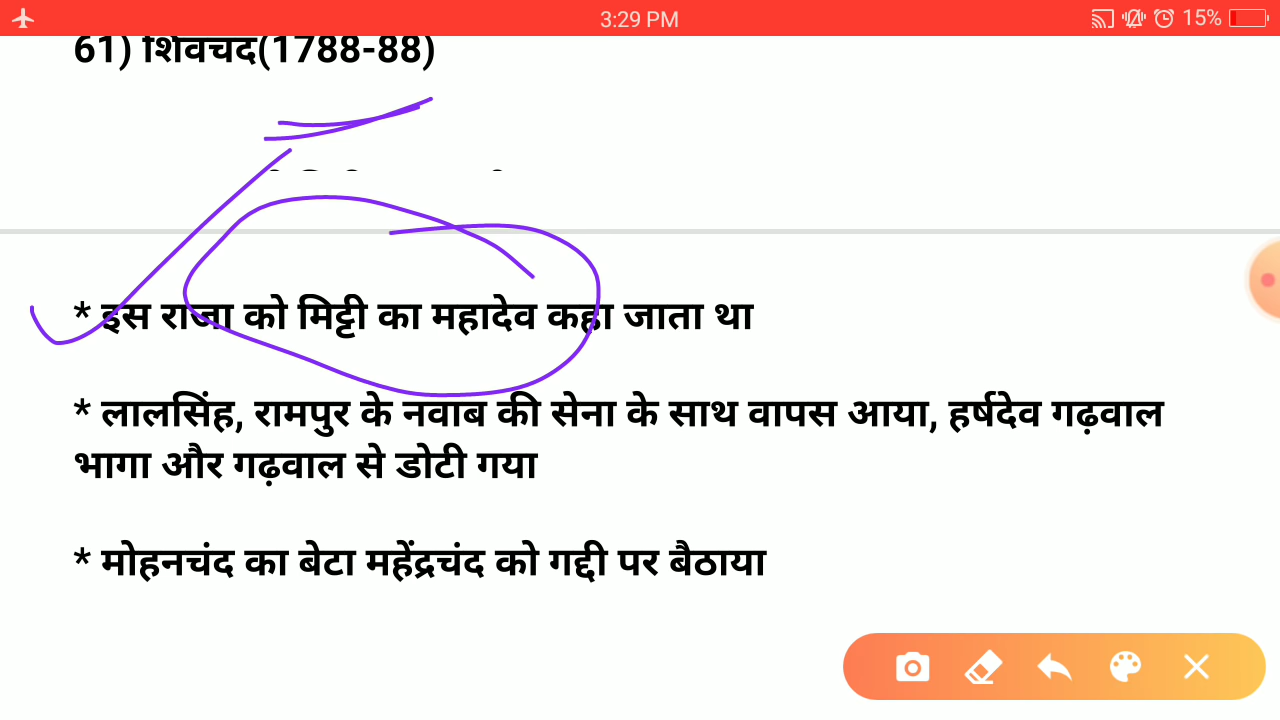 3:29 PM
15%
61) शिवचंद(1788-88)
* इस राजा को मिट्टी का महादेव कहा जाता था
* लालसिंह, रामपुर के नवाब की सेना के साथ वापस आया, हर्षदेव गढ़वाल
भागा और गढ़वाल से डोटी गया
* मोहनचंद का बेटा महेंद्रचंद को गद्दी पर बैठाया